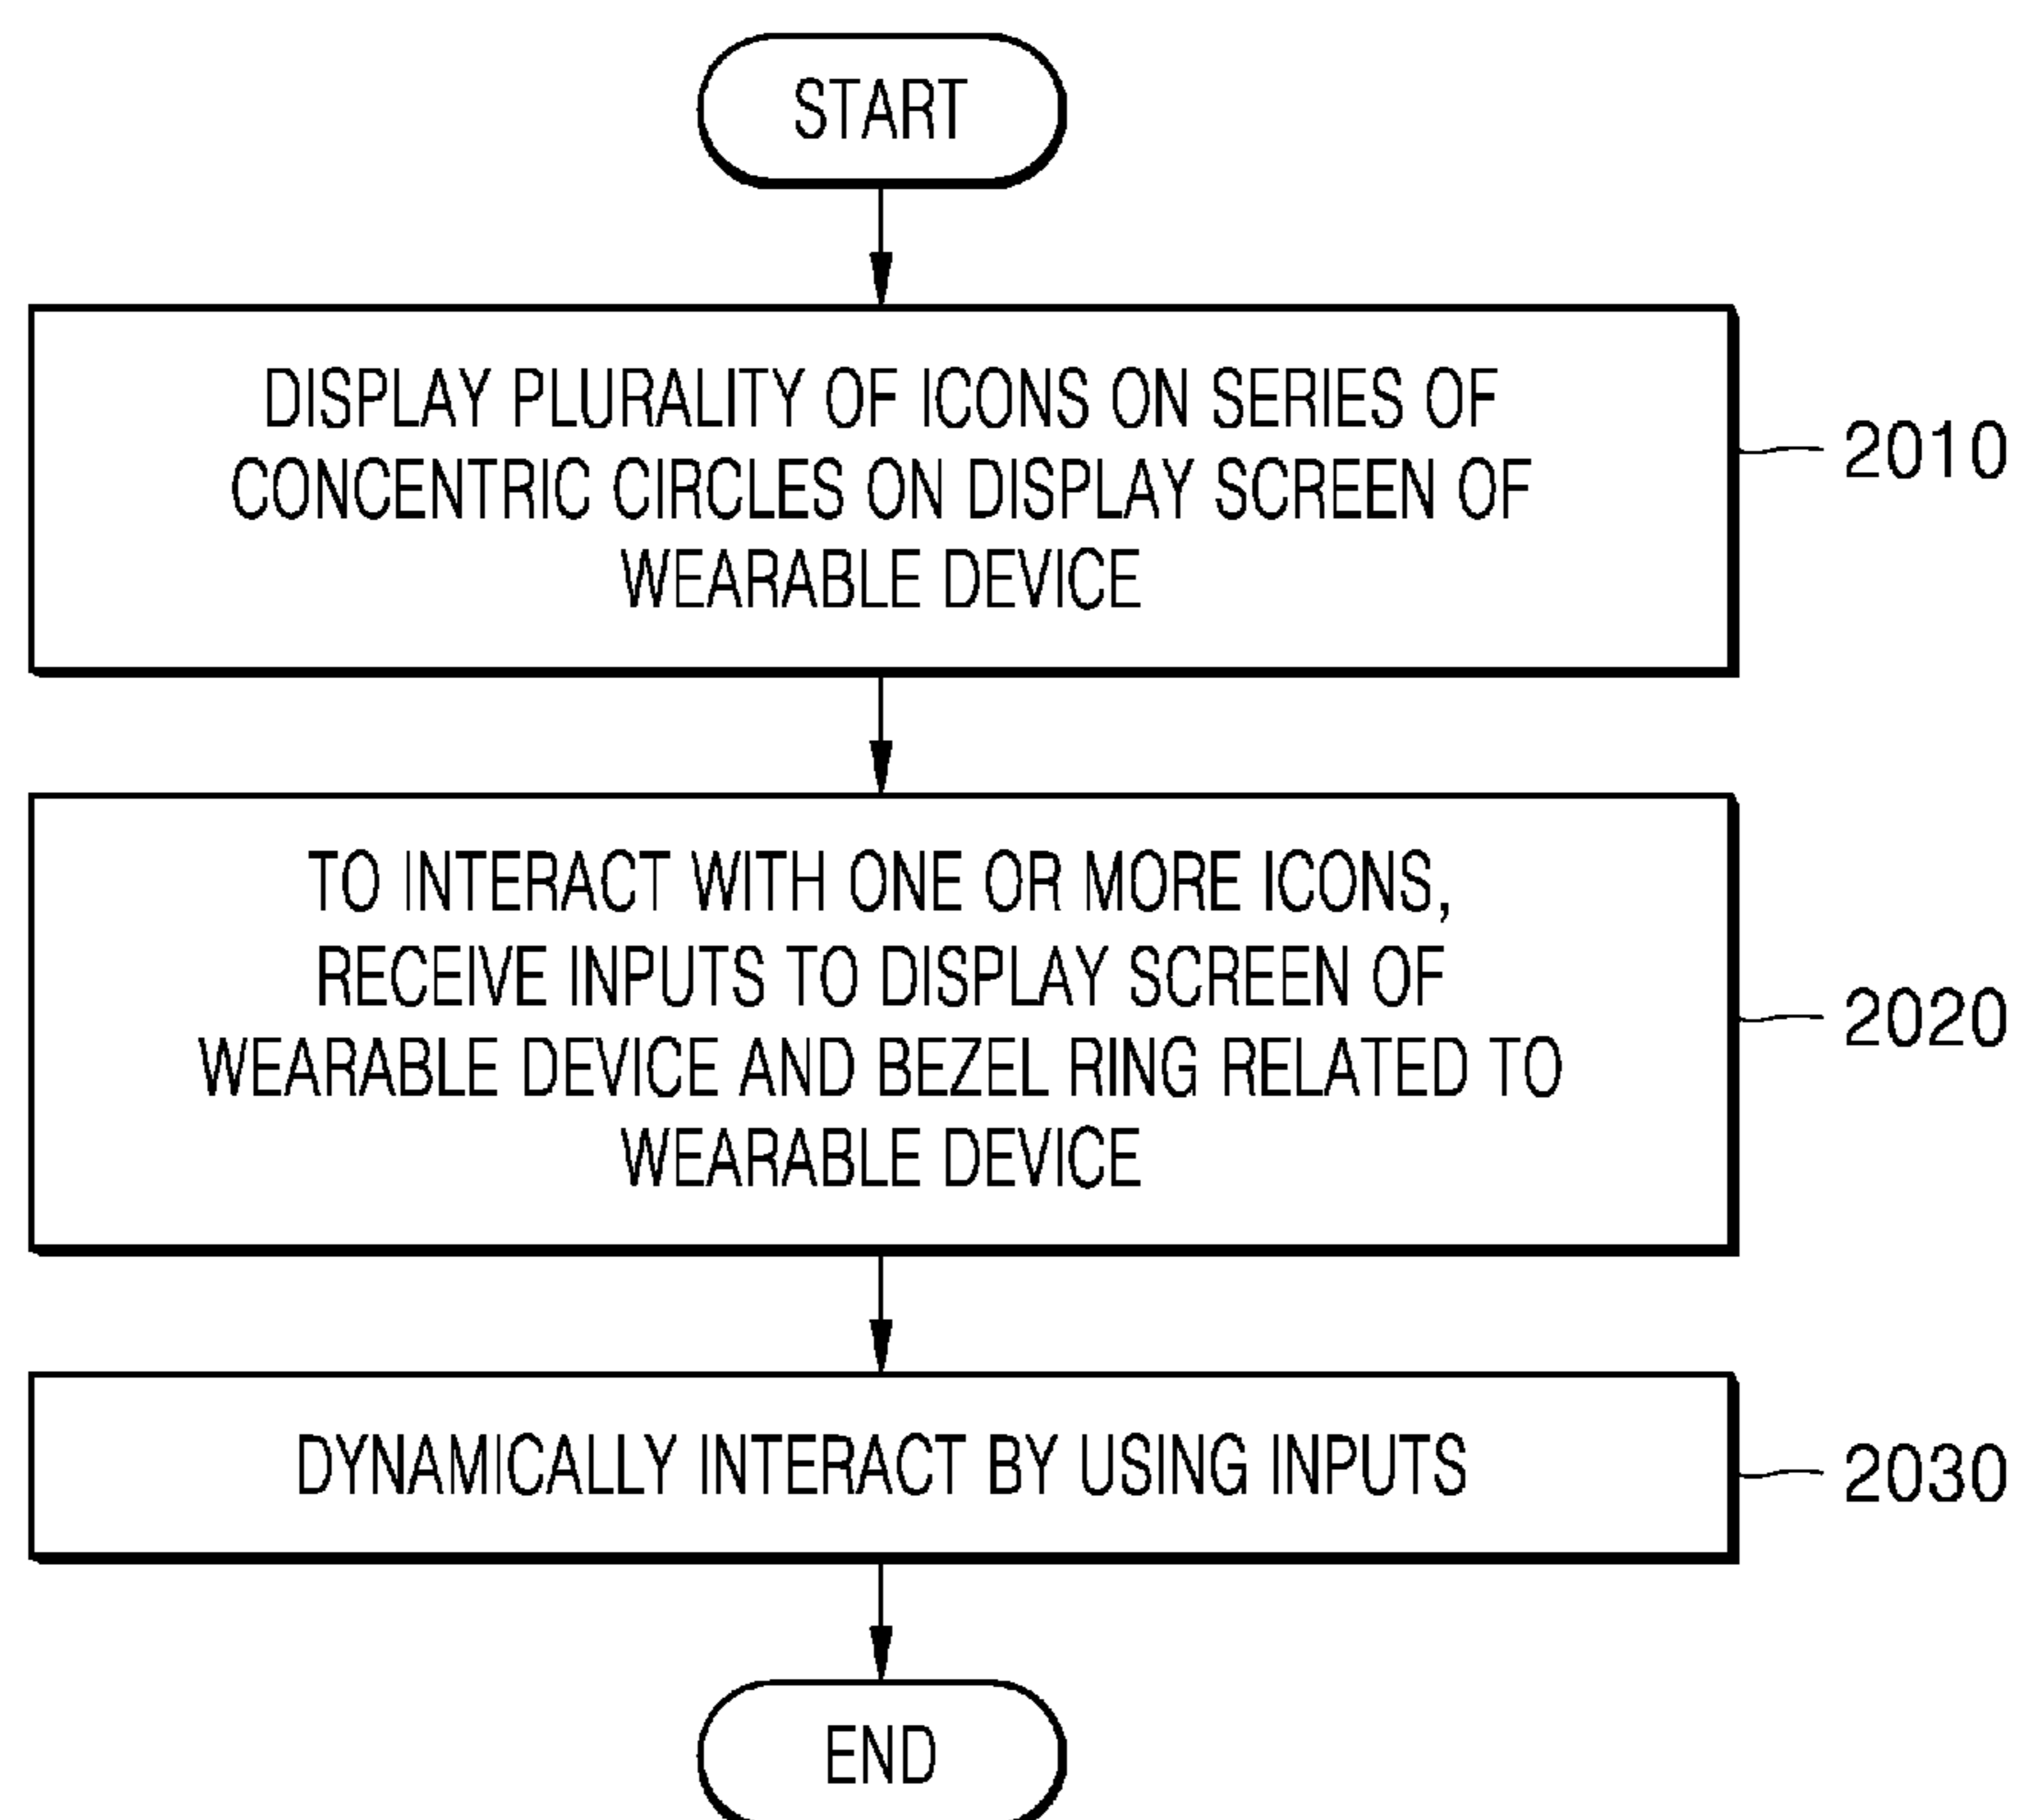 START
DISPLAY PLURALITY OF ICONS ON SERIES OF
CONCENTRIC CIRCLES ON DISPLAY SCREEN OF
WEARABLE DEVICE
2010
TO INTERACT WITH ONE OR MORE ICONS,
RECEIVE INPUTS TO DISPLAY SCREEN OF
WEARABLE DEVICE AND BEZEL RING RELATED TO
WEARABLE DEVICE
2020
DYNAMICALLY INTERACT BY USING INPUTS
2030
END